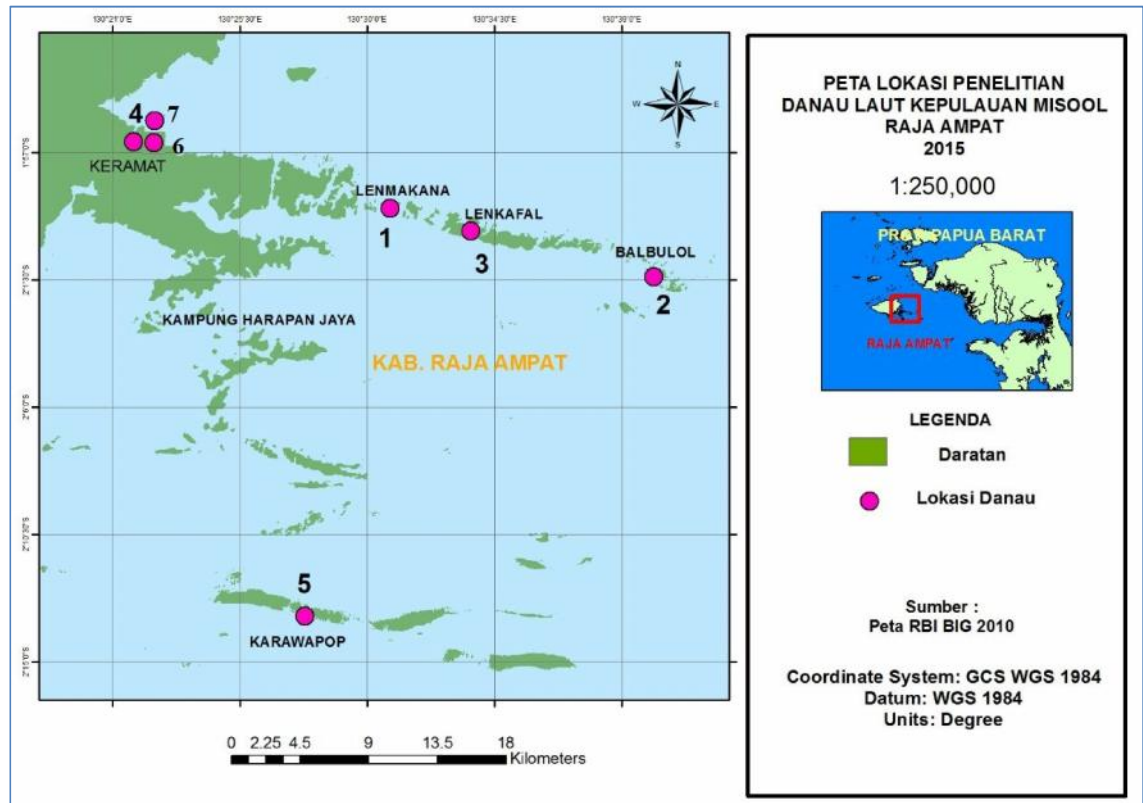 130°21'0"E 130°25'30"E 130°30'0"E 130°34'30"E 130°39'0"E
N
W E
S
4 7
6
KERAMAT
LENMAKANA
1
LENKAFAL
3
BALBULOL
2
KAMPUNG HARAPAN JAYA
KAB. RAJA AMPAT
5
KARAWAPOP
0 2.25 4.5 9 13.5 18
Kilometers
PETA LOKASI PENELITIAN
DANAU LAUT KEPULAUAN MISOOL
RAJA AMPAT
2015
1:250,000
PROV. PAPUA BARAT
RAJA AMPAT
LEGENDA
Daratan
Lokasi Danau
Sumber :
Peta RBI BIG 2010
Coordinate System: GCS WGS 1984
Datum: WGS 1984
Units: Degree